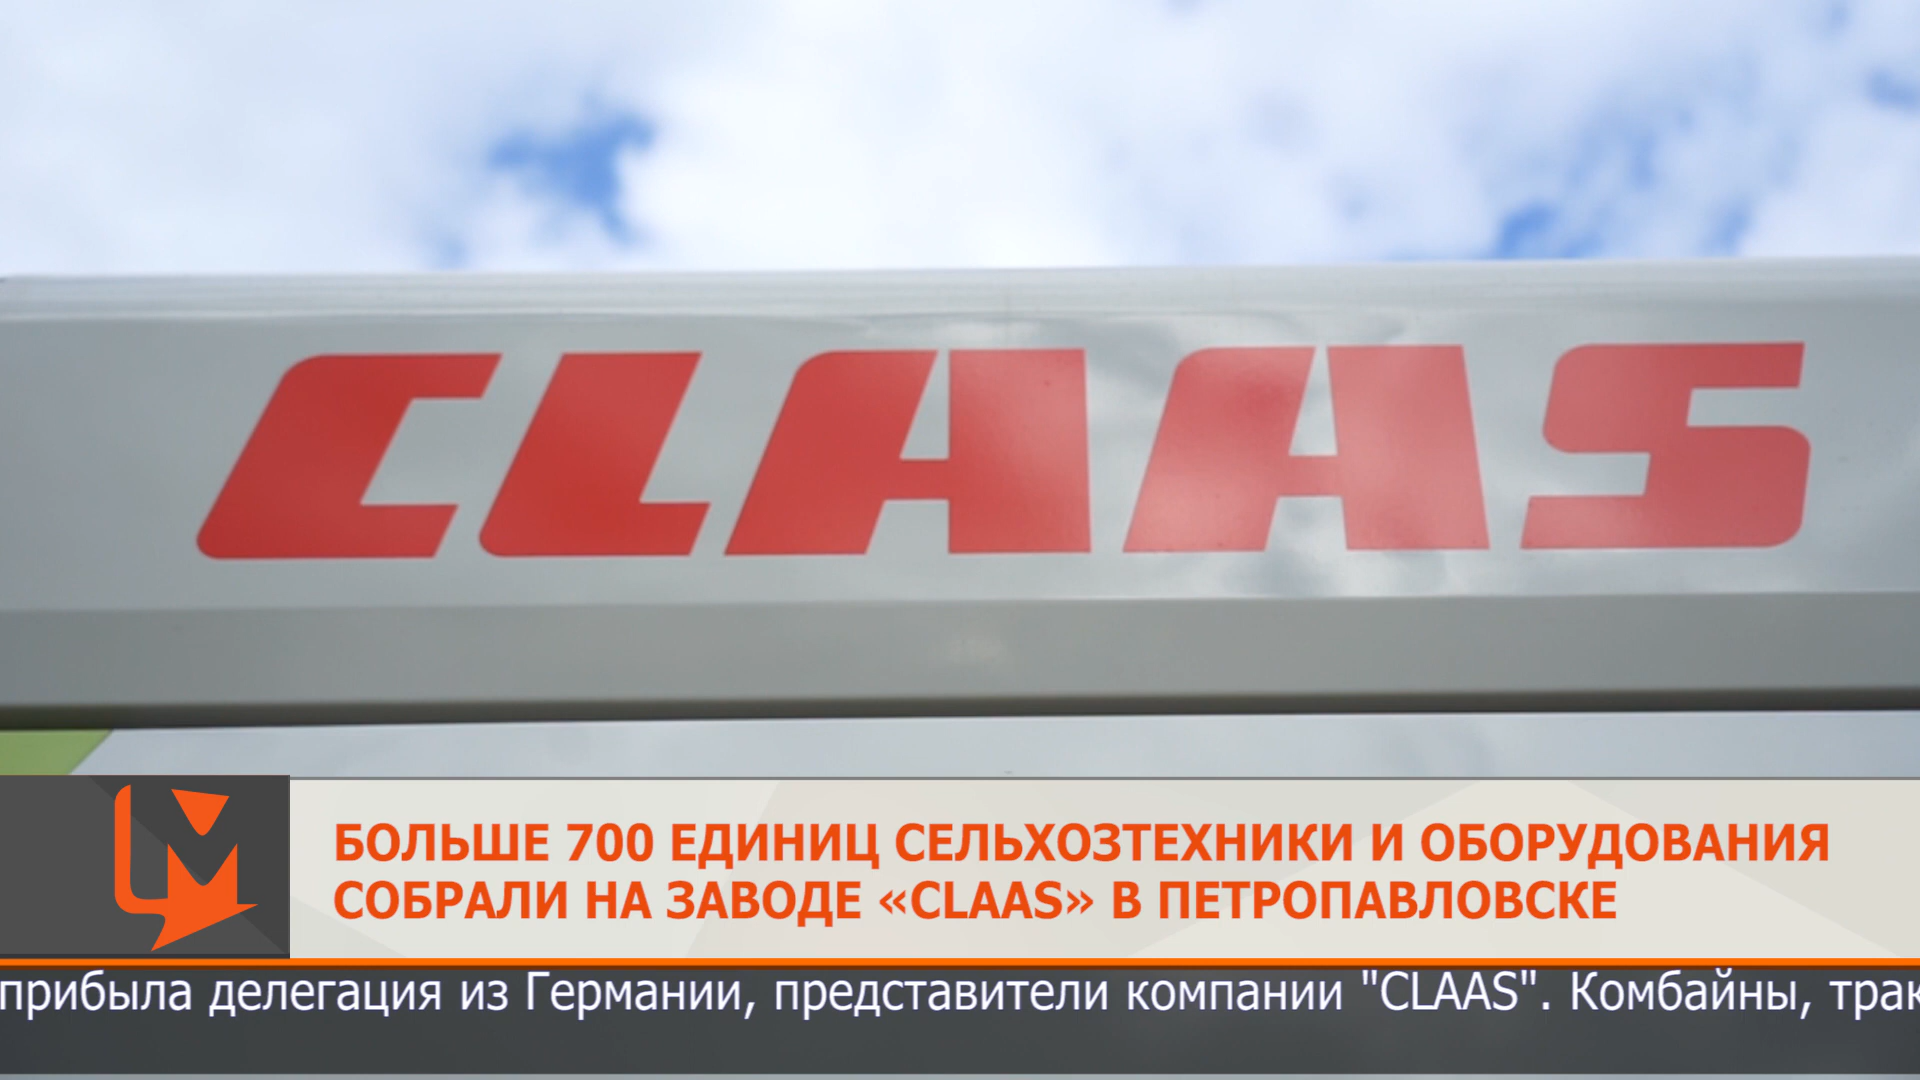 CLAAS
БОЛЬШЕ 700 ЕДИНИЦ СЕЛЬХОЗТЕХНИКИ И ОБОРУДОВАНИЯ
СОБРАЛИ НА ЗАВОДЕ «CLAAS» В ПЕТРОПАВЛОВСКЕ
прибыла делегация из Германии, представители компании "CLAAS". Комбайны, трак